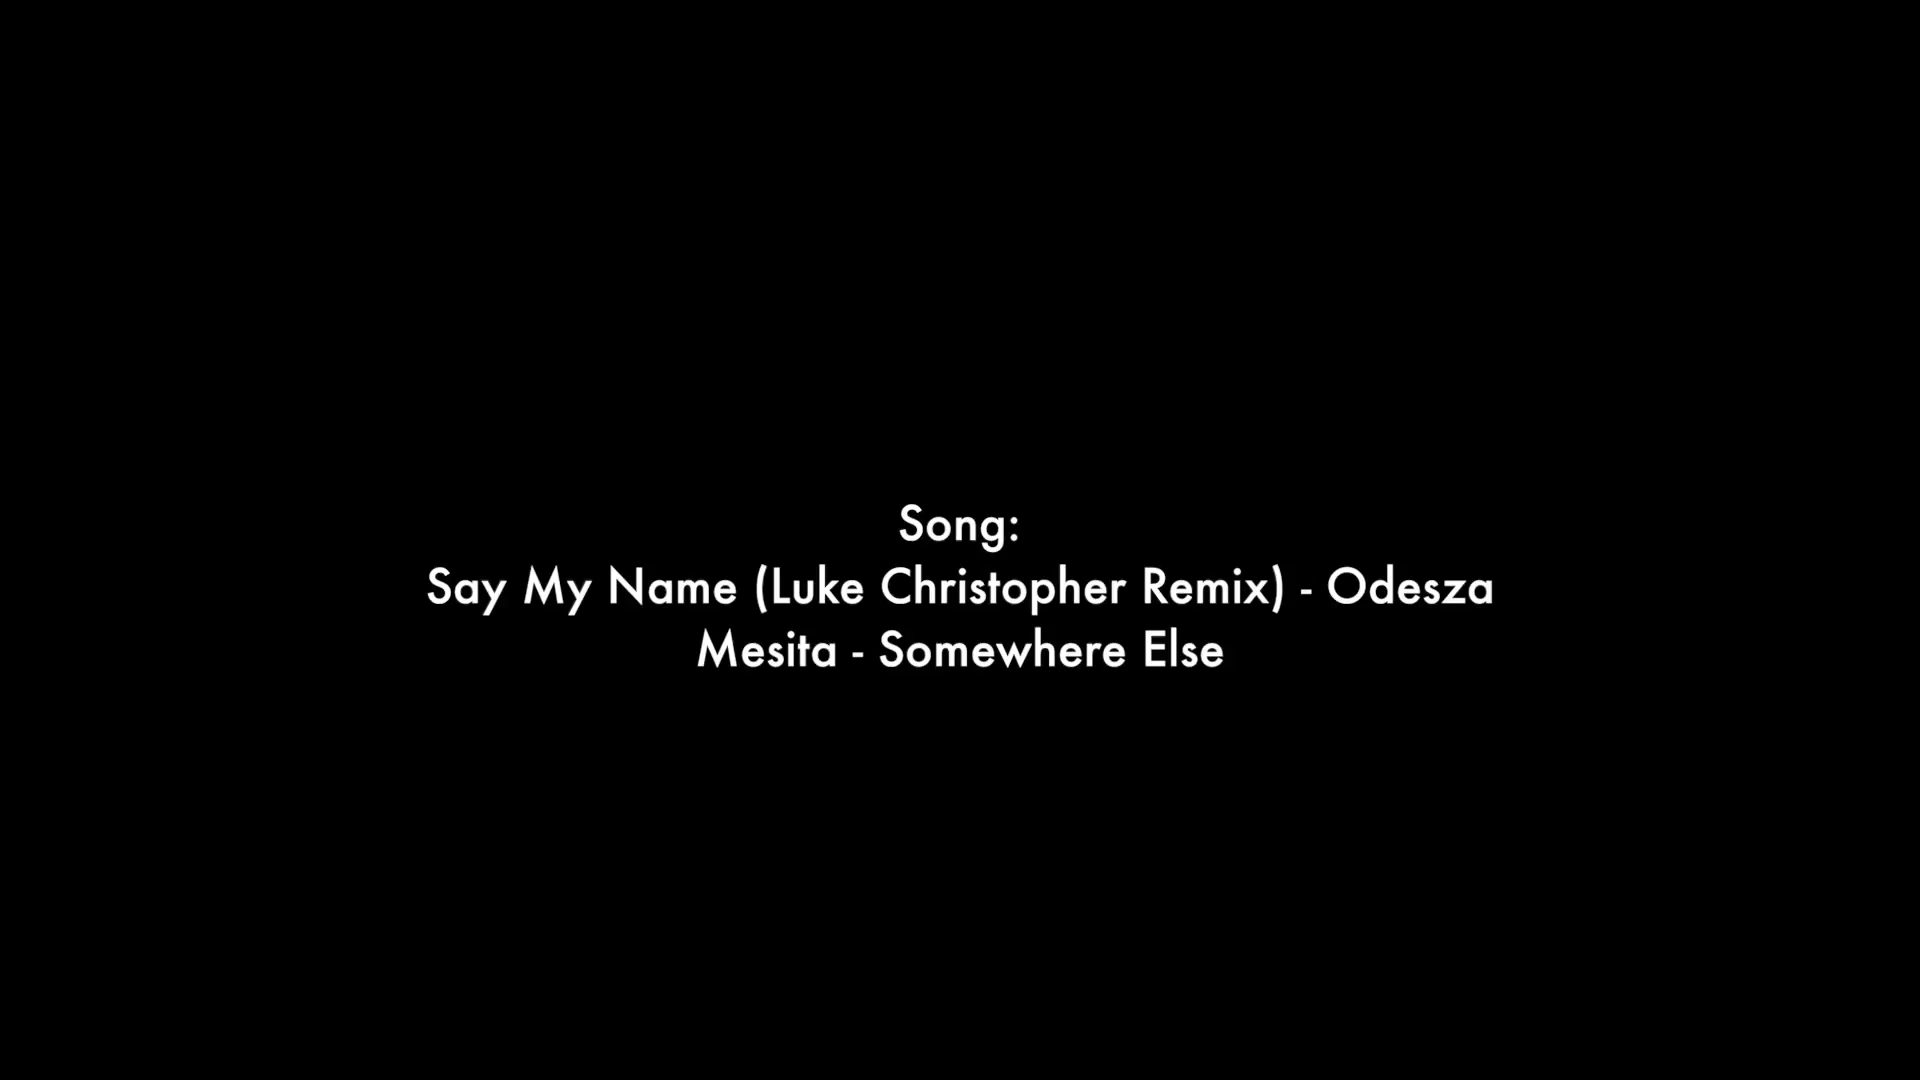 Song:
Say My Name (Luke Christopher Remix) - Odesza
Mesita - Somewhere Else